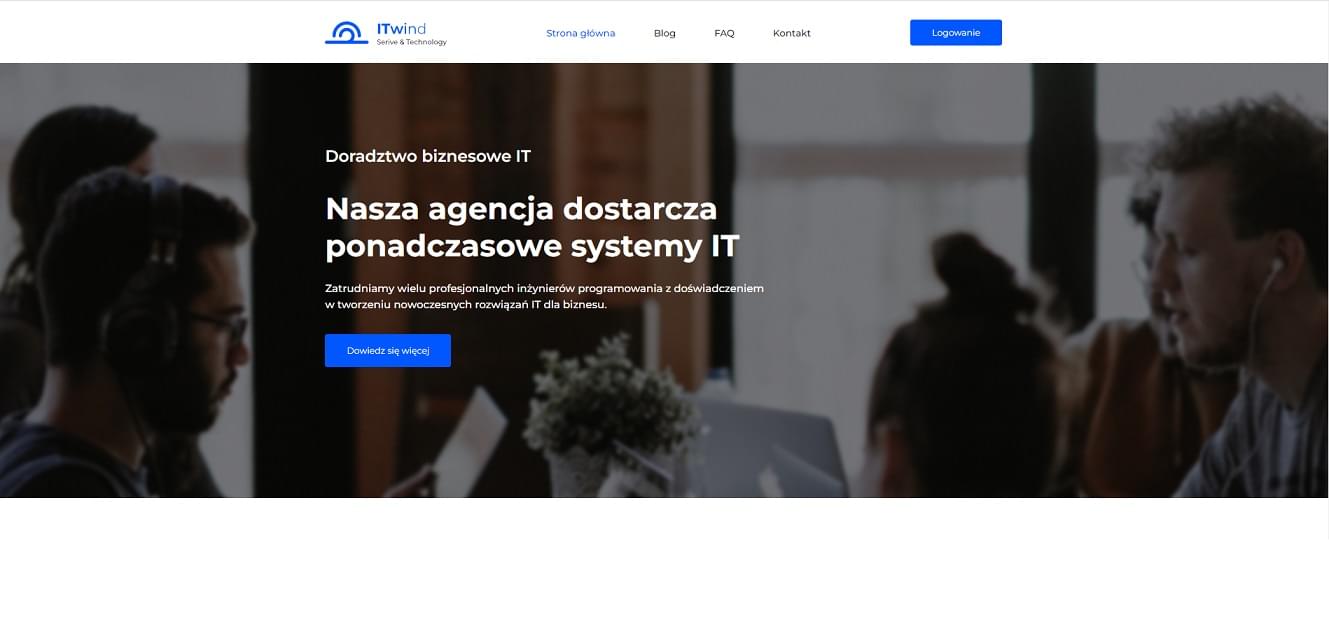 ITwind
Serive & Technology
Strona główna
Blog
FAQ
Kontakt
Logowanie
Doradztwo biznesowe IT
Nasza agencja dostarcza
ponadczasowe systemy IT
Zatrudniamy wielu profesjonalnych inżynierów programowania z doświadczeniem
w tworzeniu nowoczesnych rozwiązań IT dla biznesu.
Dowiedz się więcej